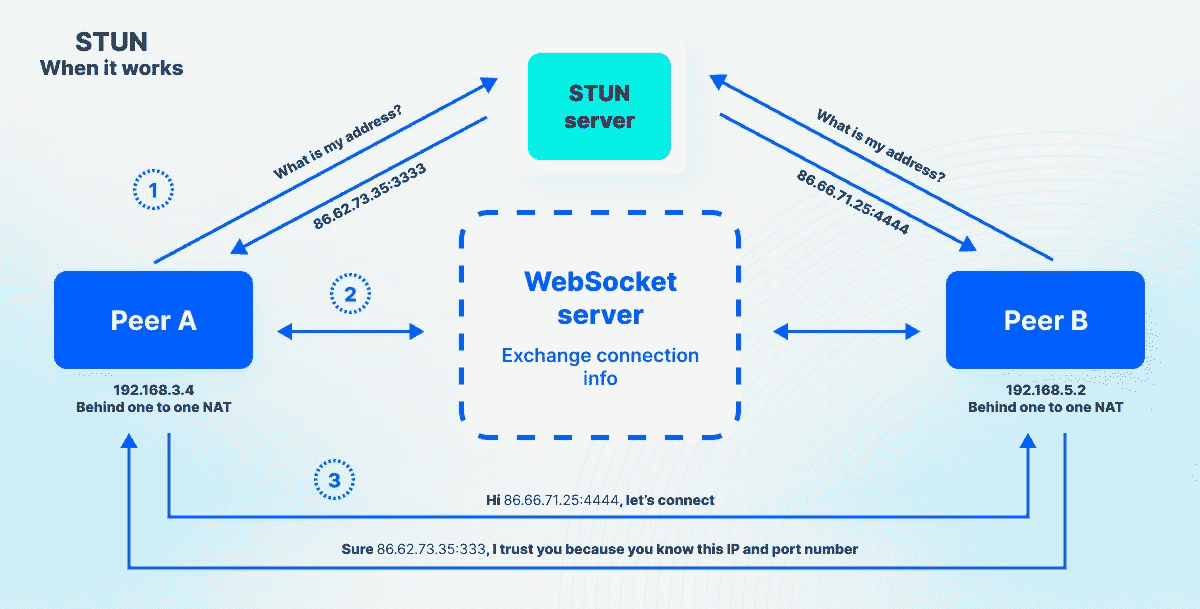 STUN
When it works
STUN
server
What is my address?
86.62.73.35:3333
What is my address?
86.66.71.25:4444
1
2
WebSocket
server
Exchange connection
info
Peer A
192.168.3.4
Behind one to one NAT
Peer B
192.168.5.2
Behind one to one NAT
3
Hi 86.66.71.25:4444, let's connect
Sure 86.62.73.35:333, I trust you because you know this IP and port number